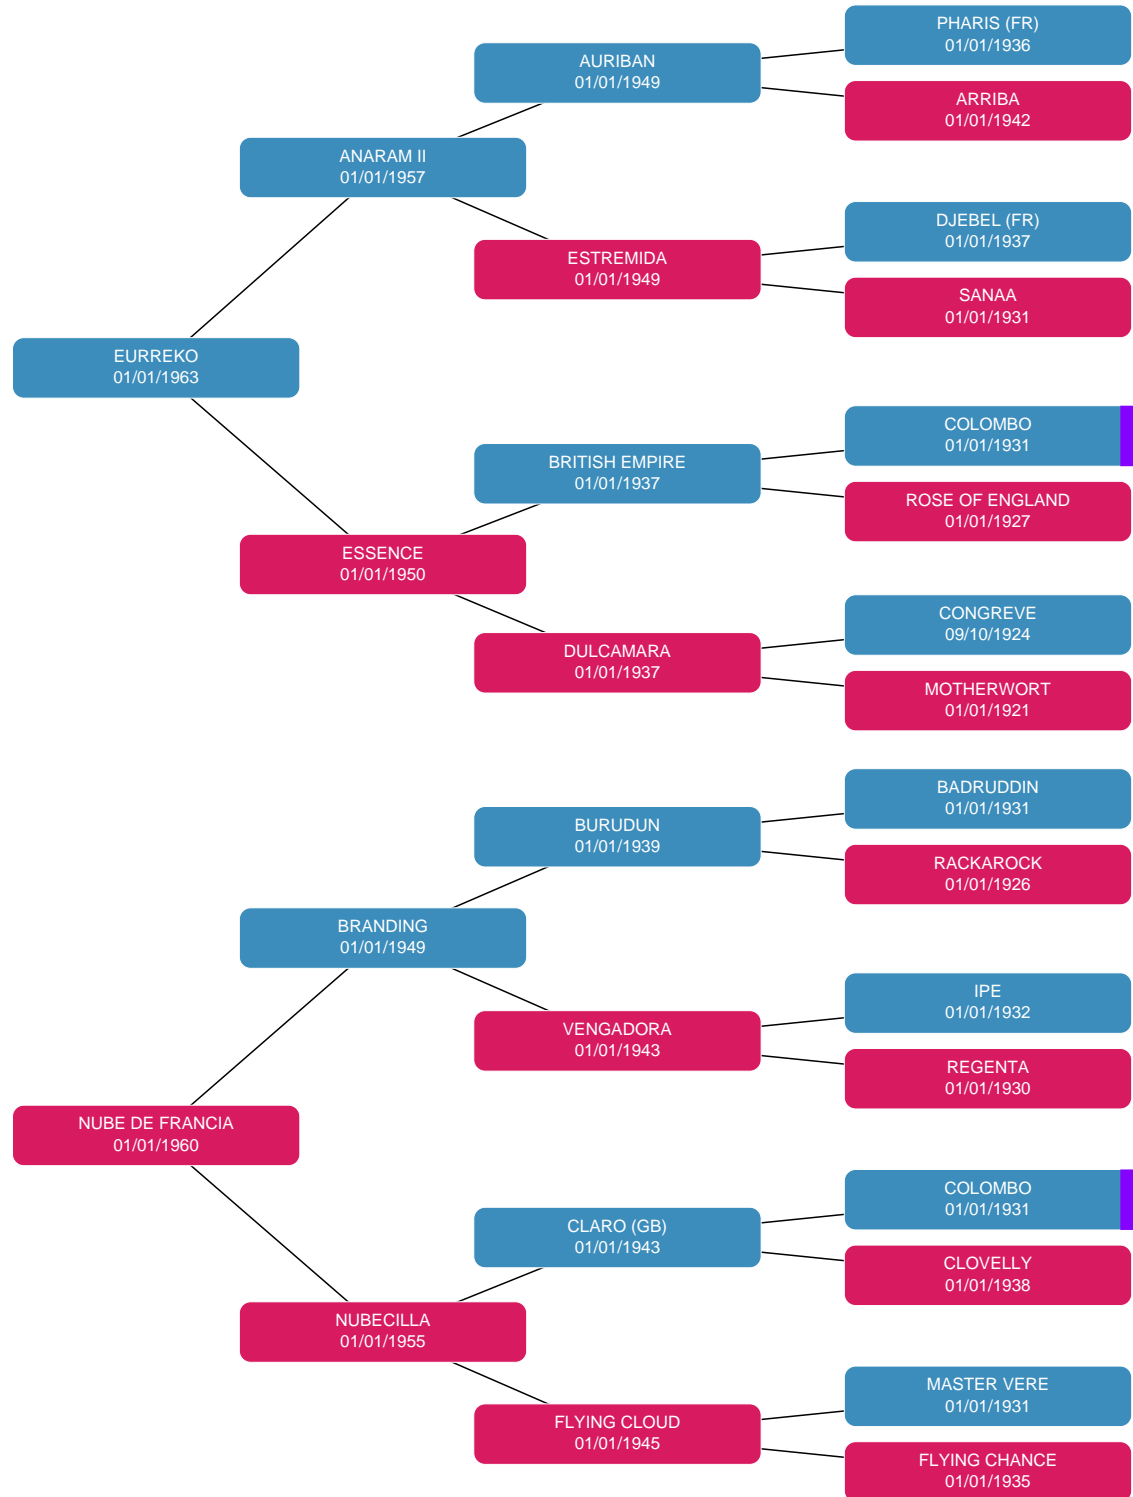 PHARIS (FR)
01/01/1936
AURIBAN
01/01/1949
ARRIBA
01/01/1942
ANARAM II
01/01/1957
DJEBEL (FR)
01/01/1937
ESTREMIDA
01/01/1949
SANAA
01/01/1931
EURREKO
01/01/1963
COLOMBO
01/01/1931
BRITISH EMPIRE
01/01/1937
ROSE OF ENGLAND
01/01/1927
ESSENCE
01/01/1950
CONGREVE
09/10/1924
DULCAMARA
01/01/1937
MOTHERWORT
01/01/1921
BADRUDDIN
01/01/1931
BURUDUN
01/01/1939
RACKAROCK
01/01/1926
BRANDING
01/01/1949
IPE
01/01/1932
VENGADORA
01/01/1943
REGENTA
01/01/1930
NUBE DE FRANCIA
01/01/1960
COLOMBO
01/01/1931
CLARO (GB)
01/01/1943
CLOVELLY
01/01/1938
NUBECILLA
01/01/1955
MASTER VERE
01/01/1931
FLYING CLOUD
01/01/1945
FLYING CHANCE
01/01/1935